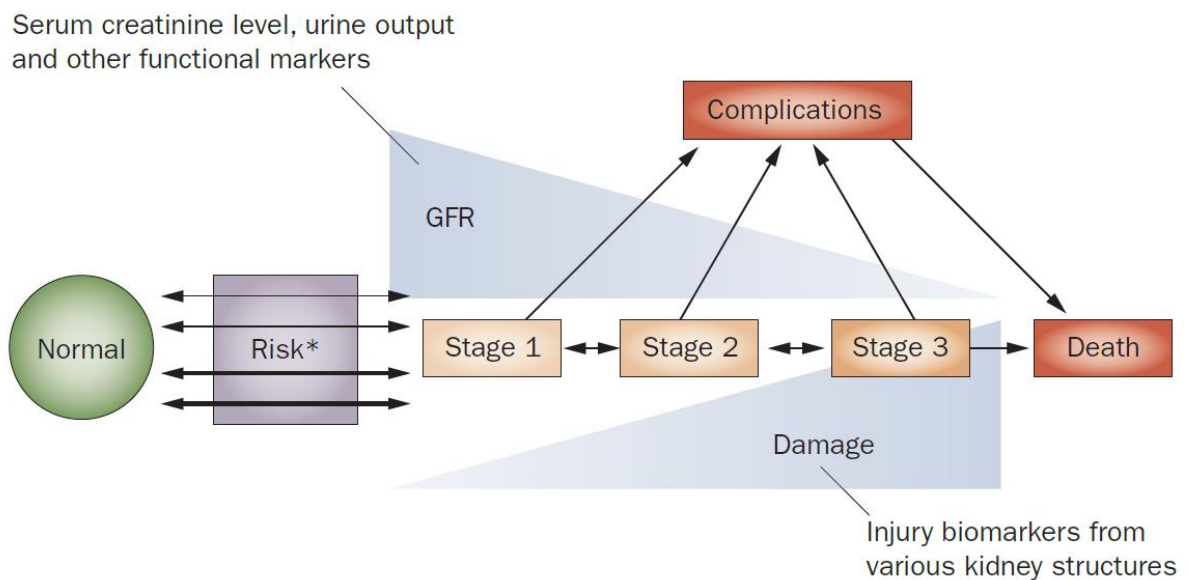 Serum creatinine level, urine output
and other functional markers
Complications
GFR
Normal
Risk*
Stage 1
Stage 2
Stage 3
Death
Damage
Injury biomarkers from
various kidney structures